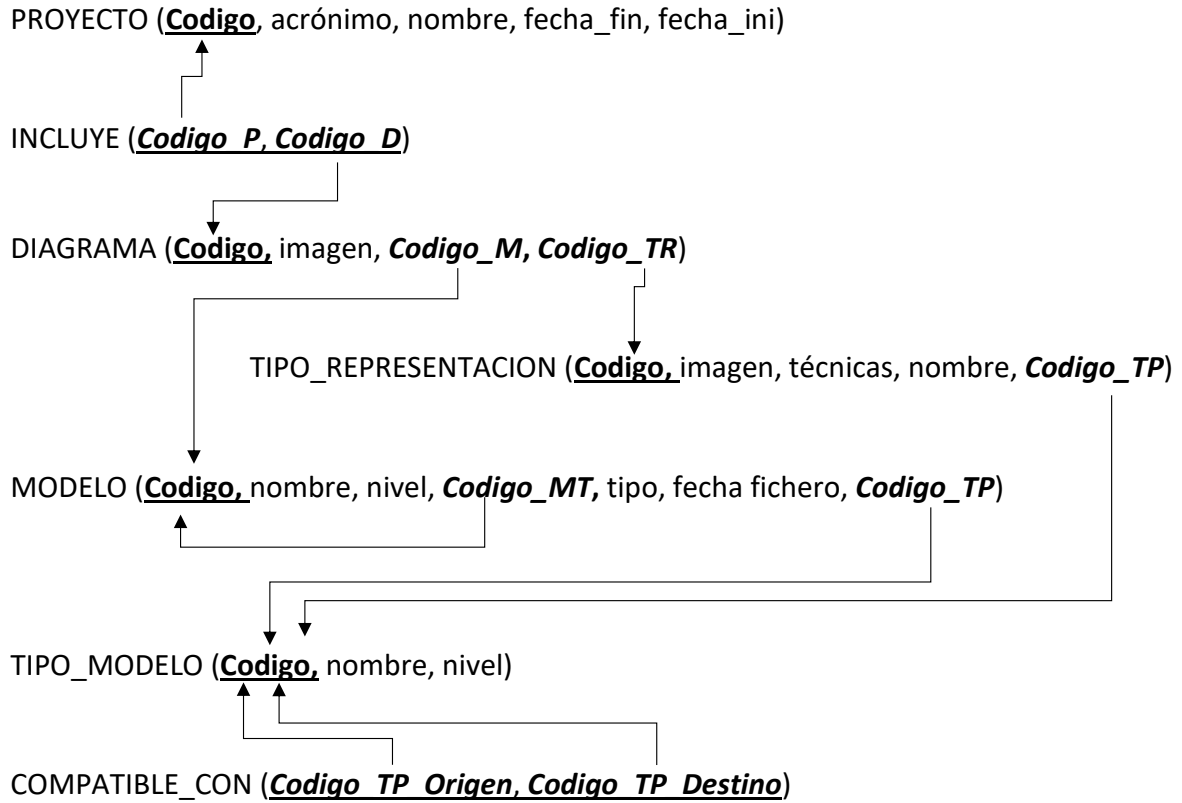 PROYECTO (Codigo, acrónimo, nombre, fecha_fin, fecha_ini)
INCLUYE (Codigo_P, Codigo_D)
DIAGRAMA (Codigo, imagen, Codigo_M, Codigo_TR)
TIPO_REPRESENTACION (Codigo, imagen, técnicas, nombre, Codigo_TP)
MODELO (Codigo, nombre, nivel, Codigo_MT, tipo, fecha fichero, Codigo_TP)
TIPO_MODELO (Codigo, nombre, nivel)
COMPATIBLE_CON (Codigo_TP_Origen, Codigo_TP_Destino)